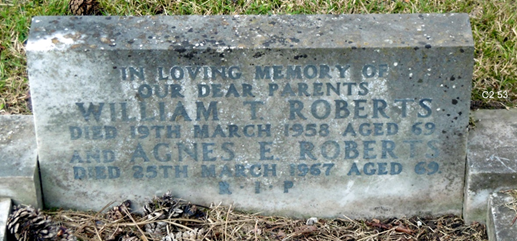 IN LOVING MEMORY OF
OUR DEAR PARENTS
WILLIAM T. ROBERTS
DIED 19TH MARCH 1958 AGED 69
AND AGNES E. ROBERTS
DIED 25TH MARCH 1967 AGED 69.
R I P
C2 53